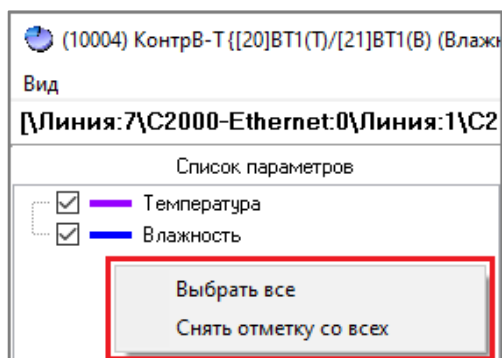 (10004) КонтрВ-Т {[20]ВТ1(Т)/[21]ВТ1(В) (Влажн
Вид
[\Линия:7\С2000-Ethernet:0\Линия:1\С2
Список параметров
Температура
Влажность
Выбрать все
Снять отметку со всех